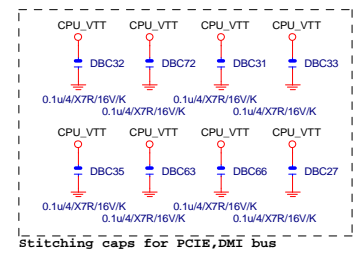 CPU_VTT CPU_VTT CPU_VTT CPU_VTT
DBC32 DBC72 DBC31 DBC33
0.1u/4/X7R/16V/K 0.1u/4/X7R/16V/K
0.1u/4/X7R/16V/K 0.1u/4/X7R/16V/K
CPU_VTT CPU_VTT CPU_VTT CPU_VTT
DBC35 DBC63 DBC66 DBC27
0.1u/4/X7R/16V/K 0.1u/4/X7R/16V/K
0.1u/4/X7R/16V/K 0.1u/4/X7R/16V/K
Stitching caps for PCIE,DMI bus